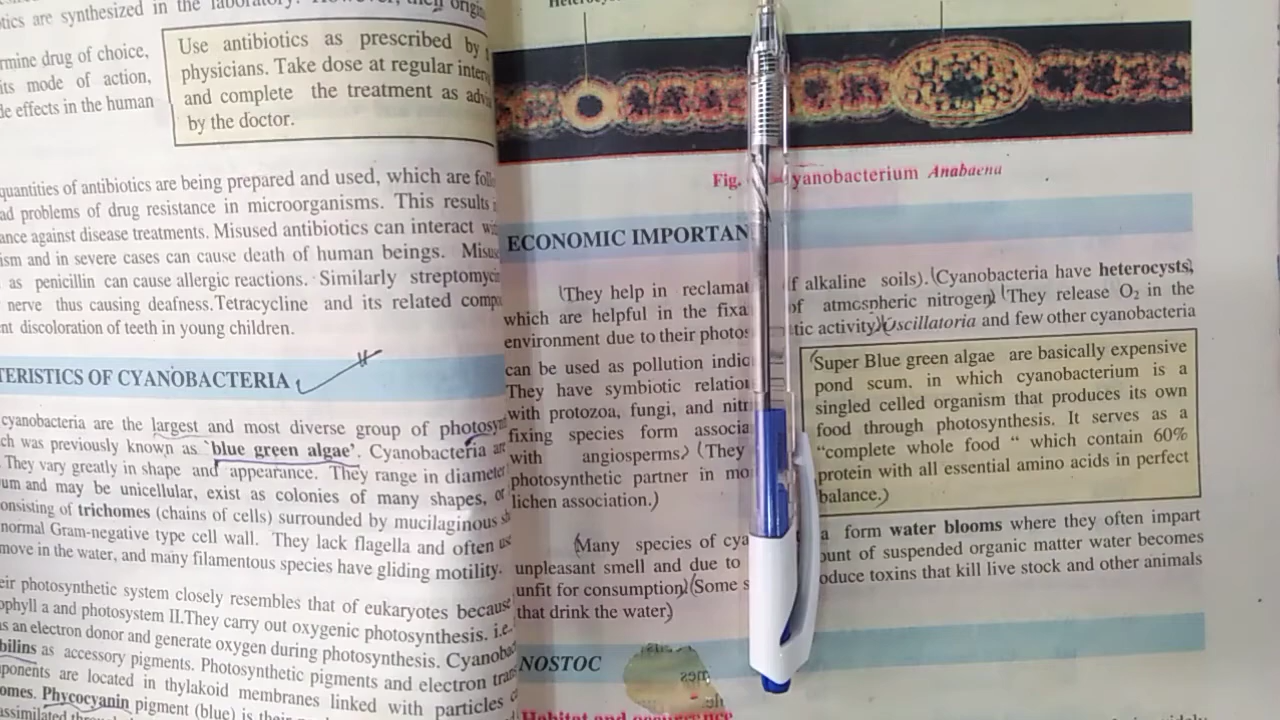 otics are synthesized in the laboratory. However, their origin
rmine drug of choice,
its mode of action,
effects in the human
Use antibiotics as prescribed by
physicians. Take dose at regular
and complete the treatment as
by the doctor.
quantities of antibiotics are being prepared and used, which are
problems of drug resistance in microorganisms. This results
against disease treatments. Misused antibiotics can interact
and in severe cases can cause death of human beings.
as penicillin can cause allergic reactions. Similarly
nerve thus causing deafness. Tetracycline and its related
discoloration of teeth in young children.
TERISTICS OF CYANOBACTERIA
cyanobacteria are the largest and most diverse group of
which was previously known as `blue green algae'. Cyanobacteria
They vary greatly in shape and appearance. They range in diameter
and may be unicellular, exist as colonies of many shapes, or
onsisting of trichomes (chains of cells) surrounded by mucilaginous
normal Gram-negative type cell wall. They lack flagella and often
move in the water, and many filamentous species have gliding motility.
eir photosynthetic system closely resembles that of eukaryotes because
ophyll a and photosystem II.They carry out oxygenic photosynthesis. i.e.
as an electron donor and generate oxygen during photosynthesis.
bilins as accessory pigments. Photosynthetic pigments and electron
ponents are located in thylakoid membranes linked with particles
omes. Phycocyanin pigment (blue) is their
assimilated
Fig. yanobacterium Anabaena
ECONOMIC IMPORTAN
(They help in reclamat f alkaline soils). (Cyanobacteria have heterocysts,
which are helpful in the fixa of atmospheric nitrogen) (They release O₂ in the
environment due to their photos tic activity)(Oscillatoria and few other cyanobacteria
can be used as pollution indic
They have symbiotic relation
with protozoa, fungi, and nitr
fixing species form associa
with angiosperms) (They
photosynthetic partner in mo
lichen association.)
(Super Blue green algae are basically expensive
pond scum, in which cyanobacterium is a
singled celled organism that produces its own
food through photosynthesis. It serves as a
"complete whole food " which contain 60%
protein with all essential amino acids in perfect
balance.)
(Many species of cya a form water blooms where they often impart
unpleasant smell and due to ount of suspended organic matter water becomes
unfit for consumption)(Some s oduce toxins that kill live stock and other animals
that drink the water)
NOSTOC
Habitat and occurrence